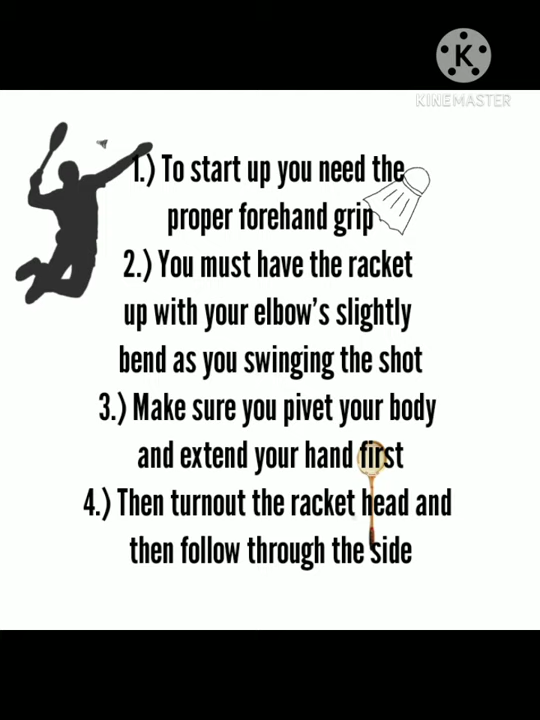 K
KINEMASTER
1.) To start up you need the
proper forehand grip
2.) You must have the racket
up with your elbow's slightly
bend as you swinging the shot
3.) Make sure you pivet your body
and extend your hand first
4.) Then turnout the racket head and
then follow through the side